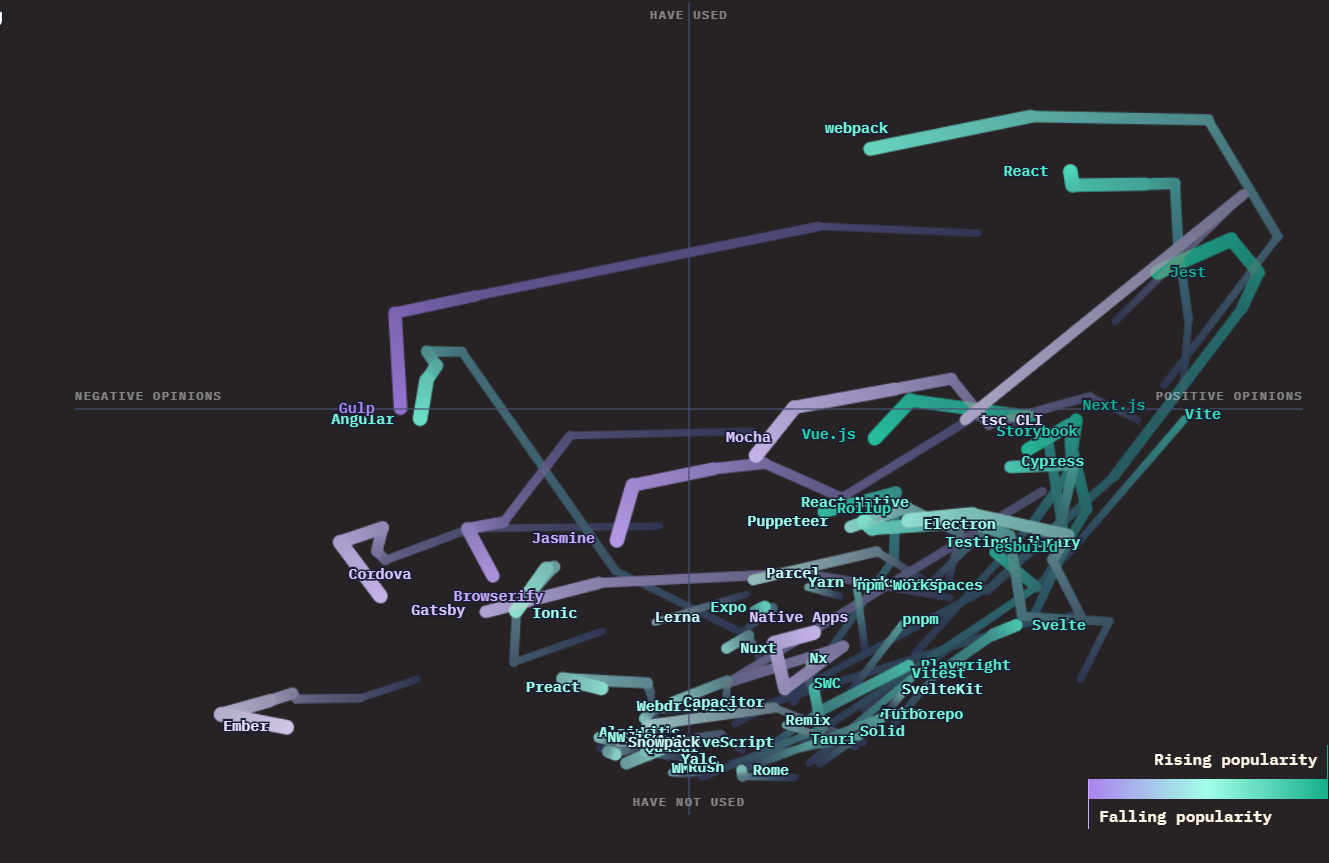 HAVE USED
webpack
React
Jest
NEGATIVE OPINIONS
POSITIVE OPINIONS
Gulp
Angular
Next.js
Vite
tsc CLI
Storybook
Mocha
Vue.js
Cypress
React Native
Rollup
Puppeteer
Electron
Jasmine
Testing Library
esbuild
Cordova
Parcel
Yarn Workspaces
npm Workspaces
Browserify
Gatsby
Ionic
Expo
Lerna
Native Apps
pnpm
Svelte
Nuxt
Nx
Playwright
Vitest
SWC
Preact
SvelteKit
Capacitor
Turborepo
Remix
Ember
Solid
Tauri
Snowpack
Yalc
Rush
Rome
HAVE NOT USED
Rising popularity
Falling popularity